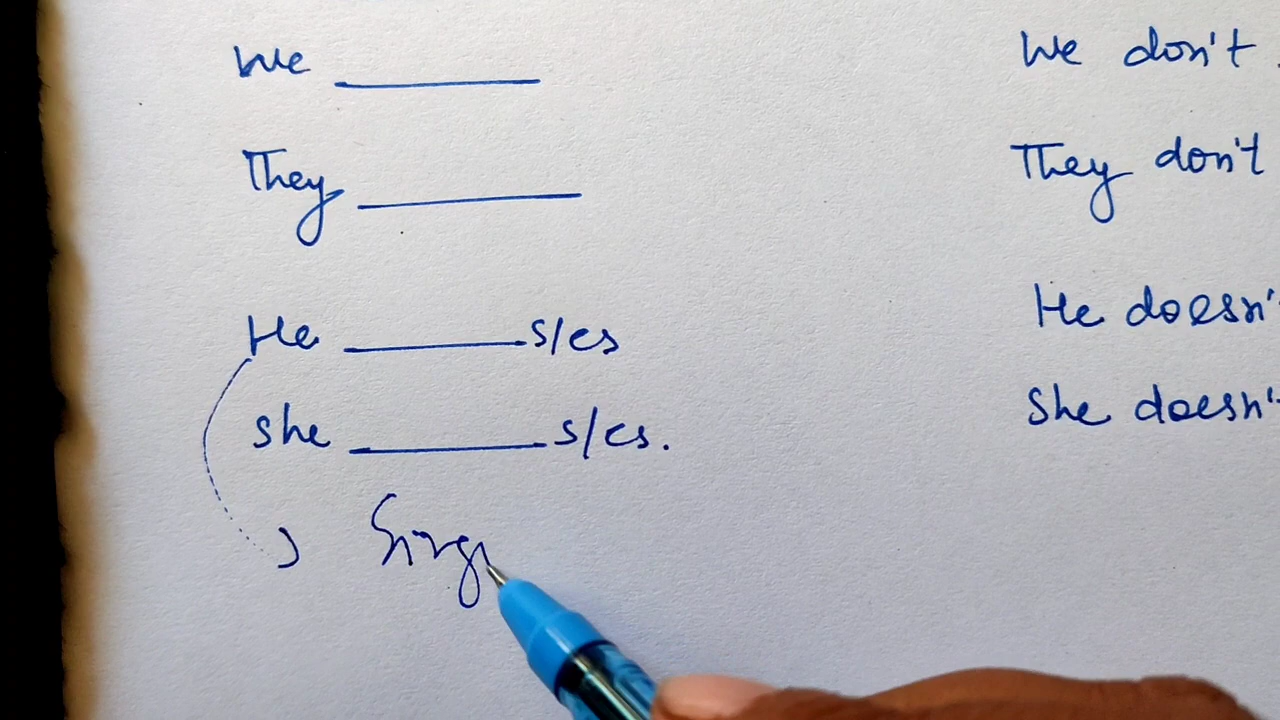 We ________ We don't
They ________ They don't
He ________ s/es He doesn't
She ________ s/es. She doesn't
Sing